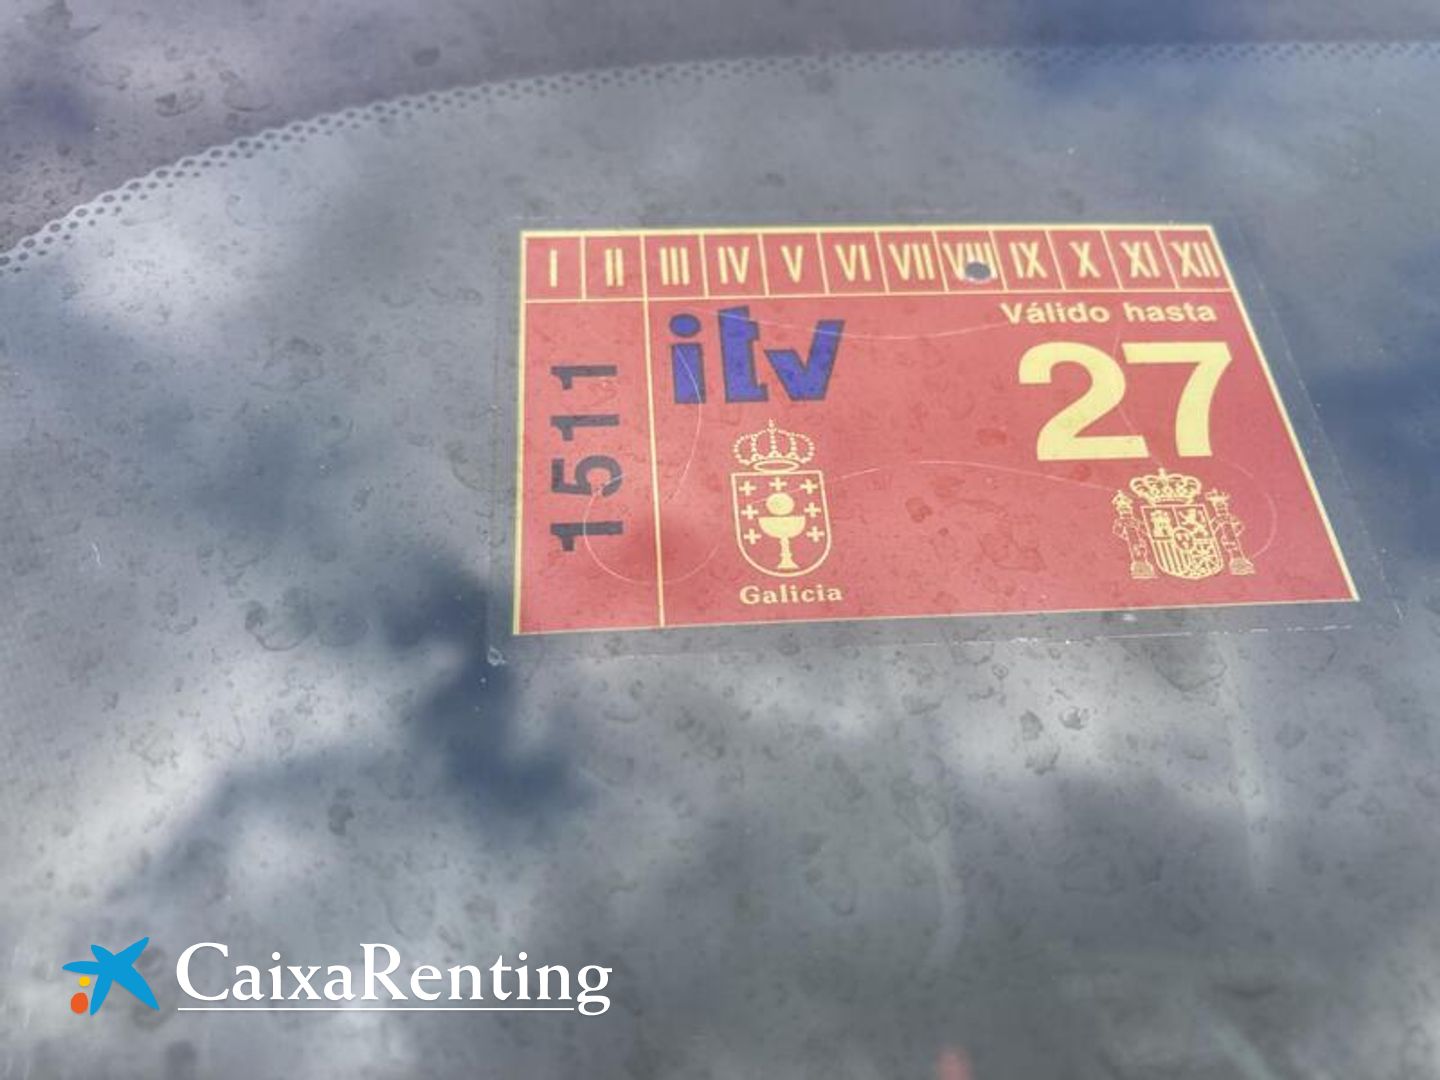 I II III IV V VI VII VIII IX X XI XII
1511
itv
Válido hasta
27
Galicia
CaixaRenting